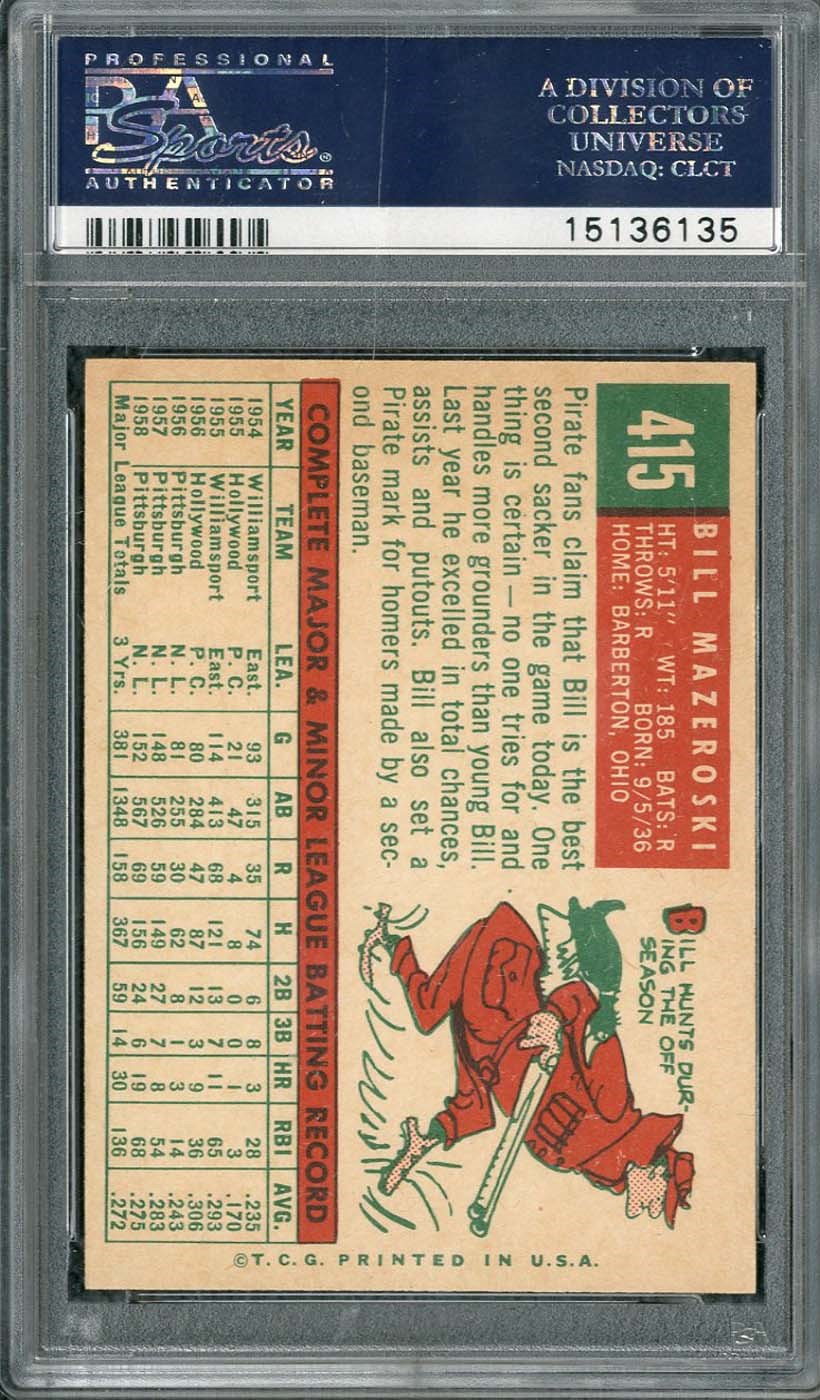 PROFESSIONAL
PSA
Sports®
AUTHENTICATOR
A DIVISION OF
COLLECTORS
UNIVERSE
NASDAQ: CLCT
15136135
415
BILL MAZEROSKI
HT: 5'11" WT: 185 BATS: R
THROWS: R BORN: 9/5/36
HOME: BARBERTON, OHIO
Pirate fans claim that Bill is the best
second sacker in the game today. One
thing is certain — no one tries for and
handles more grounders than young Bill.
Last year he excelled in total chances,
assists and putouts. Bill also set a
Pirate mark for homers made by a sec-
ond baseman.
BILL HUNTS DUR-
ING THE OFF
SEASON
COMPLETE MAJOR & MINOR LEAGUE BATTING RECORD
YEAR TEAM LEA. G AB R H 2B 3B HR RBI AVG.
1954 Williamsport East. 93 315 35 74 6 8 3 28 .235
1955 Hollywood P. C. 21 47 4 8 0 0 1 3 .170
1955 Williamsport East. 114 413 68 121 13 7 11 65 .293
1956 Hollywood P. C. 80 284 47 87 12 3 9 36 .306
1956 Pittsburgh N. L. 81 255 30 62 8 1 3 14 .243
1957 Pittsburgh N. L. 148 526 59 149 27 7 8 54 .283
1958 Pittsburgh N. L. 152 567 69 156 24 6 19 68 .275
Major League Totals 3 Yrs. 381 1348 158 367 59 14 30 136 .272
©T. C. G. PRINTED IN U.S.A.